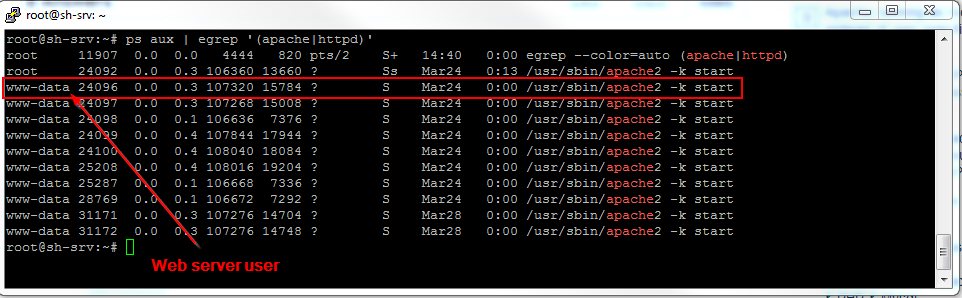 root@sh-srv: ~
root@sh-srv:~# ps aux | egrep '(apache|httpd)'
root     11907  0.0  0.0   4444   820 pts/2    S+   14:40   0:00 egrep --color=auto (apache|httpd)
root     24092  0.0  0.3 106360 13660 ?        Ss   Mar24   0:13 /usr/sbin/apache2 -k start
www-data 24096  0.0  0.3 107320 15784 ?        S    Mar24   0:00 /usr/sbin/apache2 -k start
www-data 24097  0.0  0.3 107268 15008 ?        S    Mar24   0:00 /usr/sbin/apache2 -k start
www-data 24098  0.0  0.1 106636  7376 ?        S    Mar24   0:00 /usr/sbin/apache2 -k start
www-data 24099  0.0  0.4 107844 17944 ?        S    Mar24   0:00 /usr/sbin/apache2 -k start
www-data 24100  0.0  0.4 108040 18084 ?        S    Mar24   0:00 /usr/sbin/apache2 -k start
www-data 25208  0.0  0.4 108016 19204 ?        S    Mar24   0:00 /usr/sbin/apache2 -k start
www-data 25287  0.0  0.1 106668  7336 ?        S    Mar24   0:00 /usr/sbin/apache2 -k start
www-data 28769  0.0  0.1 106672  7292 ?        S    Mar24   0:00 /usr/sbin/apache2 -k start
www-data 31171  0.0  0.3 107276 14704 ?        S    Mar28   0:00 /usr/sbin/apache2 -k start
www-data 31172  0.0  0.3 107276 14748 ?        S    Mar28   0:00 /usr/sbin/apache2 -k start
root@sh-srv:~#
Web server user